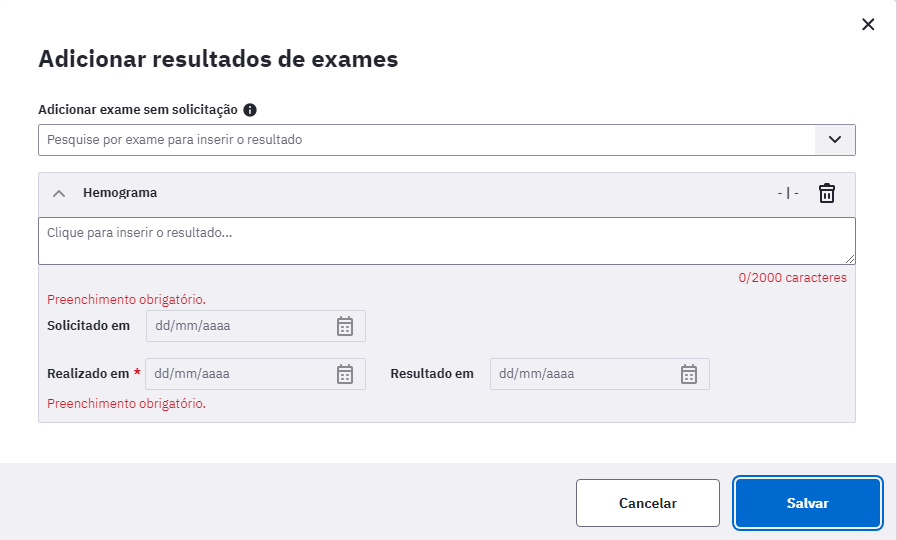 Adicionar resultados de exames
Adicionar exame sem solicitação
Pesquise por exame para inserir o resultado
Hemograma - | -
Clique para inserir o resultado...
0/2000 caracteres
Preenchimento obrigatório.
Solicitado em dd/mm/aaaa
Realizado em * dd/mm/aaaa Resultado em dd/mm/aaaa
Preenchimento obrigatório.
Cancelar Salvar